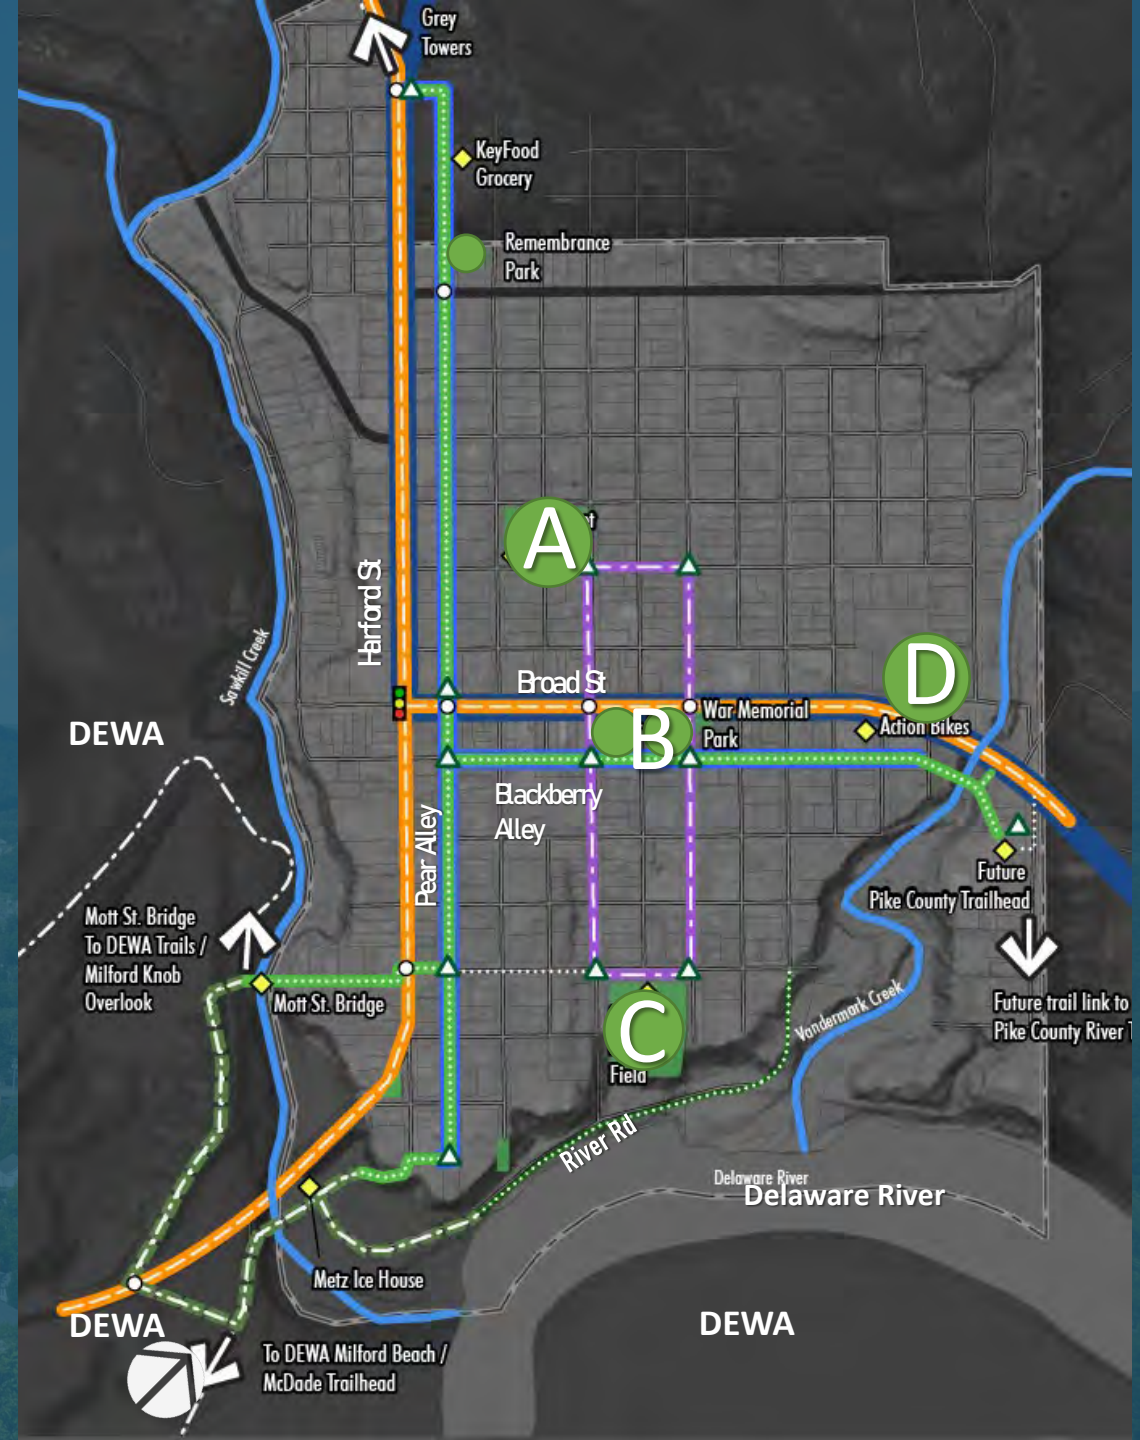 Grey
Towers
KeyFood
Grocery
Remembrance
Park
A
Harford St
Sawkill Creek
Broad St
D
War Memorial
Park
B
Action Bikes
DEWA
Blackberry
Alley
Pear Alley
Future
Pike County Trailhead
Mott St. Bridge
To DEWA Trails /
Milford Knob
Overlook
Mott St. Bridge
Vandermark Creek
Future trail link to
Pike County River
C
Field
River Rd
Delaware River
Delaware River
Metz Ice House
DEWA
DEWA
To DEWA Milford Beach /
McDade Trailhead